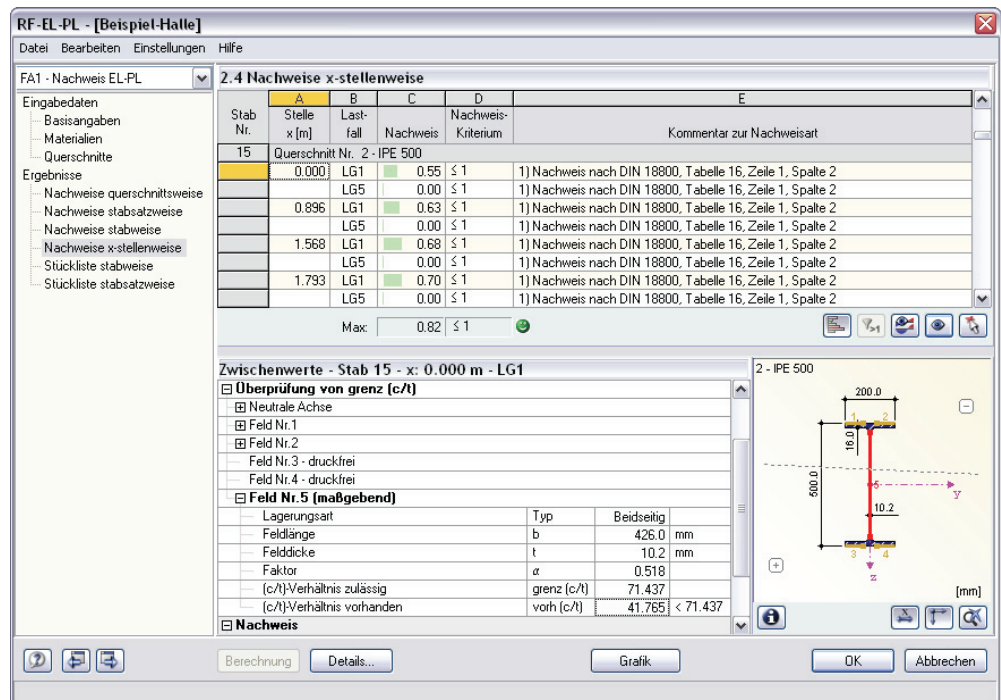 RF-EL-PL - [Beispiel-Halle]
Datei Bearbeiten Einstellungen Hilfe
FA1 - Nachweis EL-PL
Eingabedaten
Basisangaben
Materialien
Querschnitte
Ergebnisse
Nachweise querschnittsweise
Nachweise stabsatzweise
Nachweise stabweise
Nachweise x-stellenweise
Stückliste stabweise
Stückliste stabsatzweise
2.4 Nachweise x-stellenweise
A B C D E
Stab Stelle Last- Nachweis-
Nr. x [m] fall Nachweis Kriterium Kommentar zur Nachweisart
15 Querschnitt Nr. 2 - IPE 500
0.000 LG1 0.55 ≤ 1 1) Nachweis nach DIN 18800, Tabelle 16, Zeile 1, Spalte 2
LG5 0.00 ≤ 1 1) Nachweis nach DIN 18800, Tabelle 16, Zeile 1, Spalte 2
0.896 LG1 0.63 ≤ 1 1) Nachweis nach DIN 18800, Tabelle 16, Zeile 1, Spalte 2
LG5 0.00 ≤ 1 1) Nachweis nach DIN 18800, Tabelle 16, Zeile 1, Spalte 2
1.568 LG1 0.68 ≤ 1 1) Nachweis nach DIN 18800, Tabelle 16, Zeile 1, Spalte 2
LG5 0.00 ≤ 1 1) Nachweis nach DIN 18800, Tabelle 16, Zeile 1, Spalte 2
1.793 LG1 0.70 ≤ 1 1) Nachweis nach DIN 18800, Tabelle 16, Zeile 1, Spalte 2
LG5 0.00 ≤ 1 1) Nachweis nach DIN 18800, Tabelle 16, Zeile 1, Spalte 2
Max: 0.82 ≤ 1
>1
Zwischenwerte - Stab 15 - x: 0.000 m - LG1
Überprüfung von grenz (c/t)
Neutrale Achse
Feld Nr.1
Feld Nr.2
Feld Nr.3 - druckfrei
Feld Nr.4 - druckfrei
Feld Nr.5 (maßgebend)
Lagerungsart Typ Beidseitig
Feldlänge b 426.0 mm
Felddicke t 10.2 mm
Faktor α 0.518
(c/t)-Verhältnis zulässig grenz (c/t) 71.437
(c/t)-Verhältnis vorhanden vorh (c/t) 41.765 < 71.437
Nachweis
2 - IPE 500
200.0
1 2
16.0
500.0
5
y
10.2
3 4
z
[mm]
Berechnung Details... Grafik OK Abbrechen